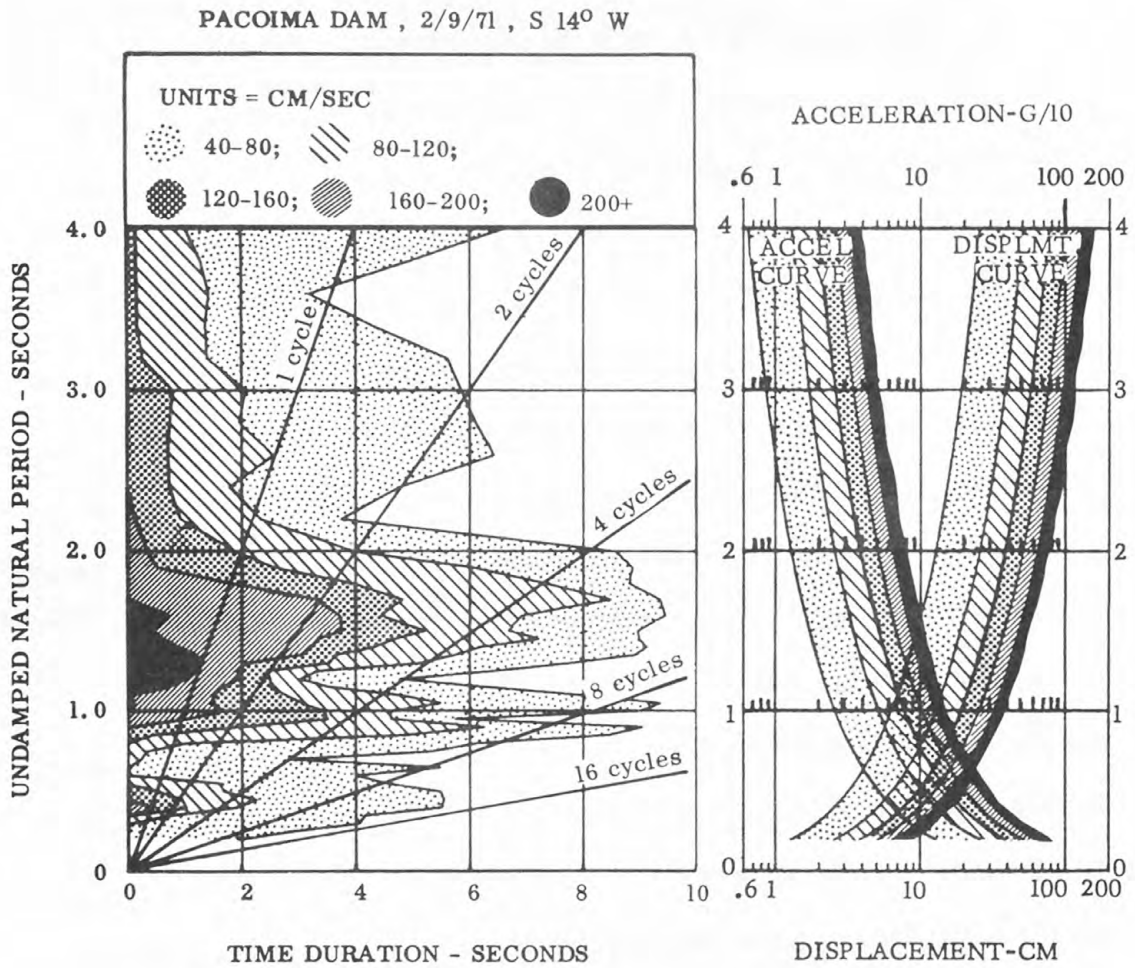 PACOIMA DAM , 2/9/71 , S 14° W
UNITS = CM/SEC
40-80; 80-120;
120-160; 160-200; 200+
UNDAMPED NATURAL PERIOD - SECONDS
4.0
3.0
2.0
1.0
0
0 2 4 6 8 10
TIME DURATION - SECONDS
1 cycle
2 cycles
4 cycles
8 cycles
16 cycles
ACCELERATION-G/10
.6 1 10 100 200
ACCEL CURVE
DISPLMT CURVE
4 4
3 3
2 2
1 1
0 0
.6 1 10 100 200
DISPLACEMENT-CM